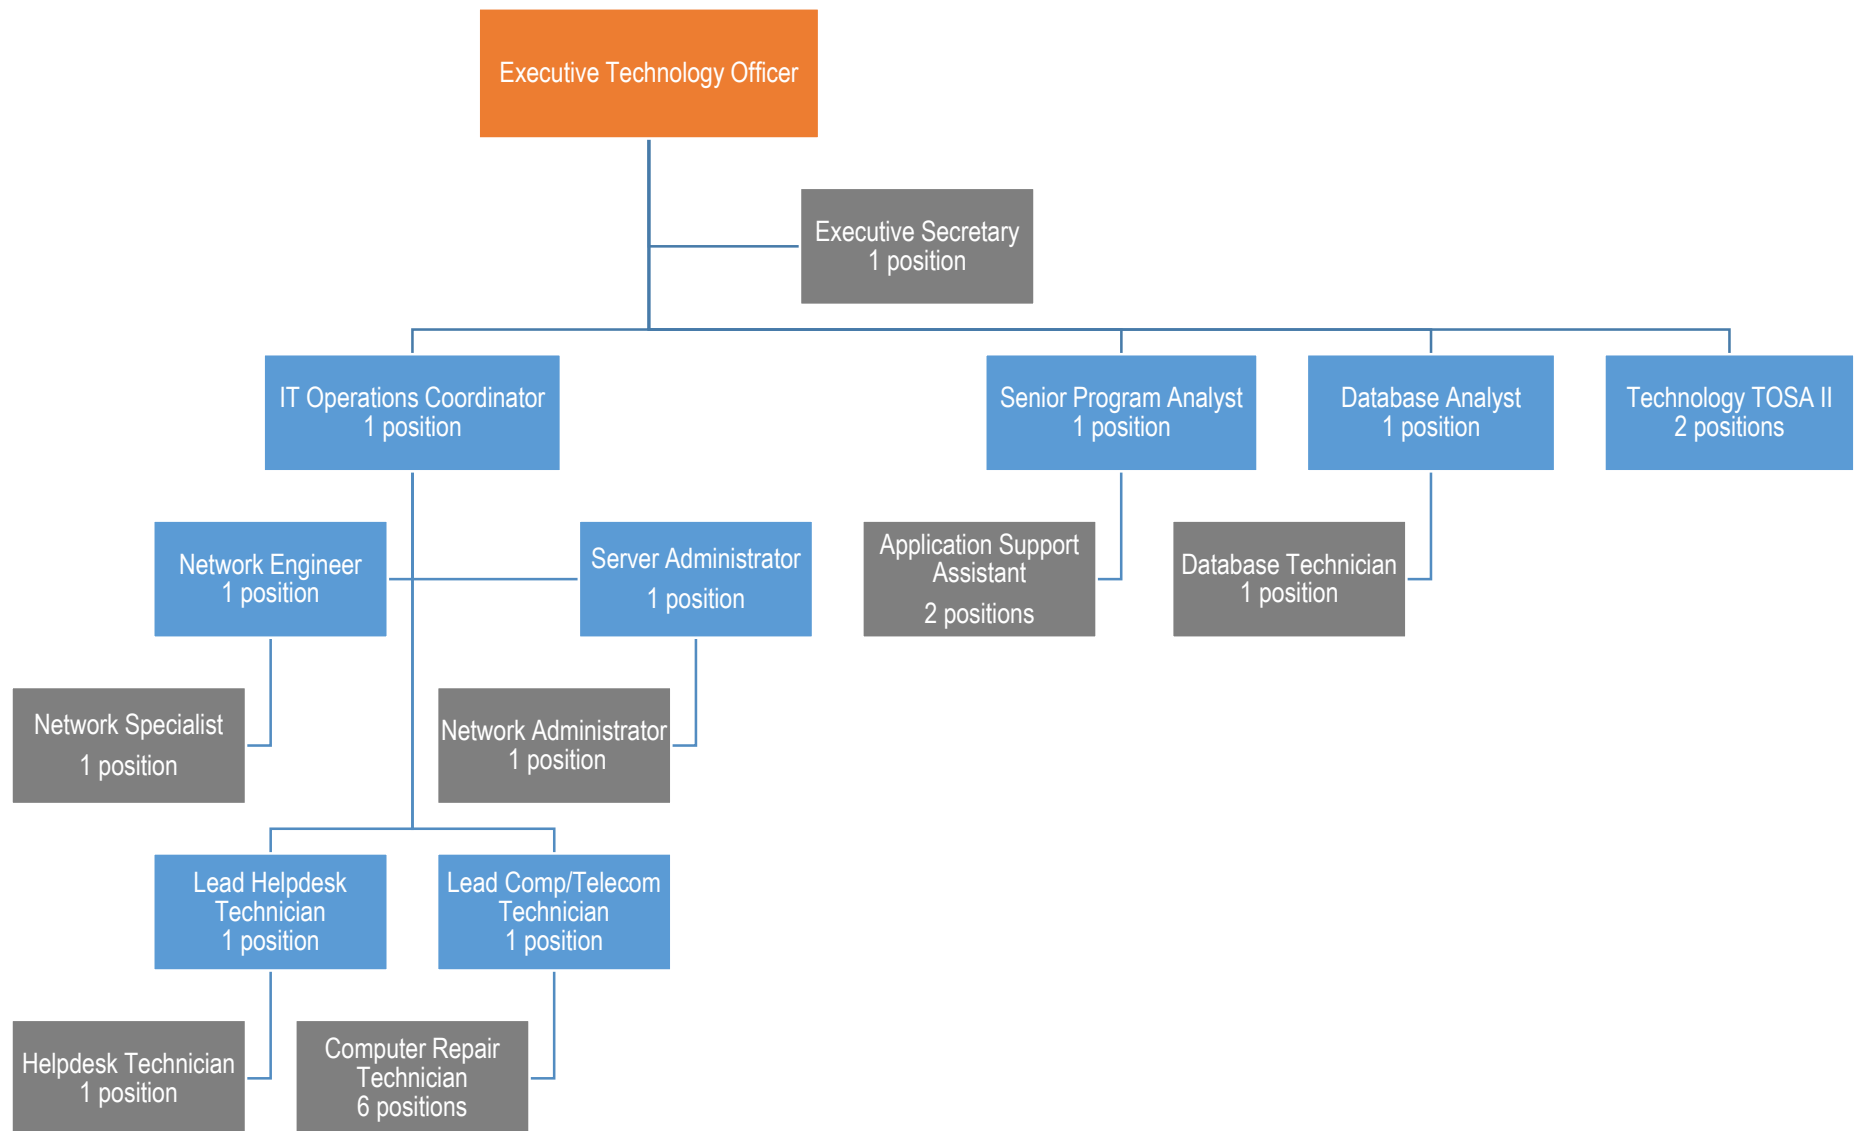 Executive Technology Officer
Executive Secretary
1 position
IT Operations Coordinator
1 position
Senior Program Analyst
1 position
Database Analyst
1 position
Technology TOSA II
2 positions
Network Engineer
1 position
Server Administrator
1 position
Application Support
Assistant
2 positions
Database Technician
1 position
Network Specialist
1 position
Network Administrator
1 position
Lead Helpdesk
Technician
1 position
Lead Comp/Telecom
Technician
1 position
Helpdesk Technician
1 position
Computer Repair
Technician
6 positions